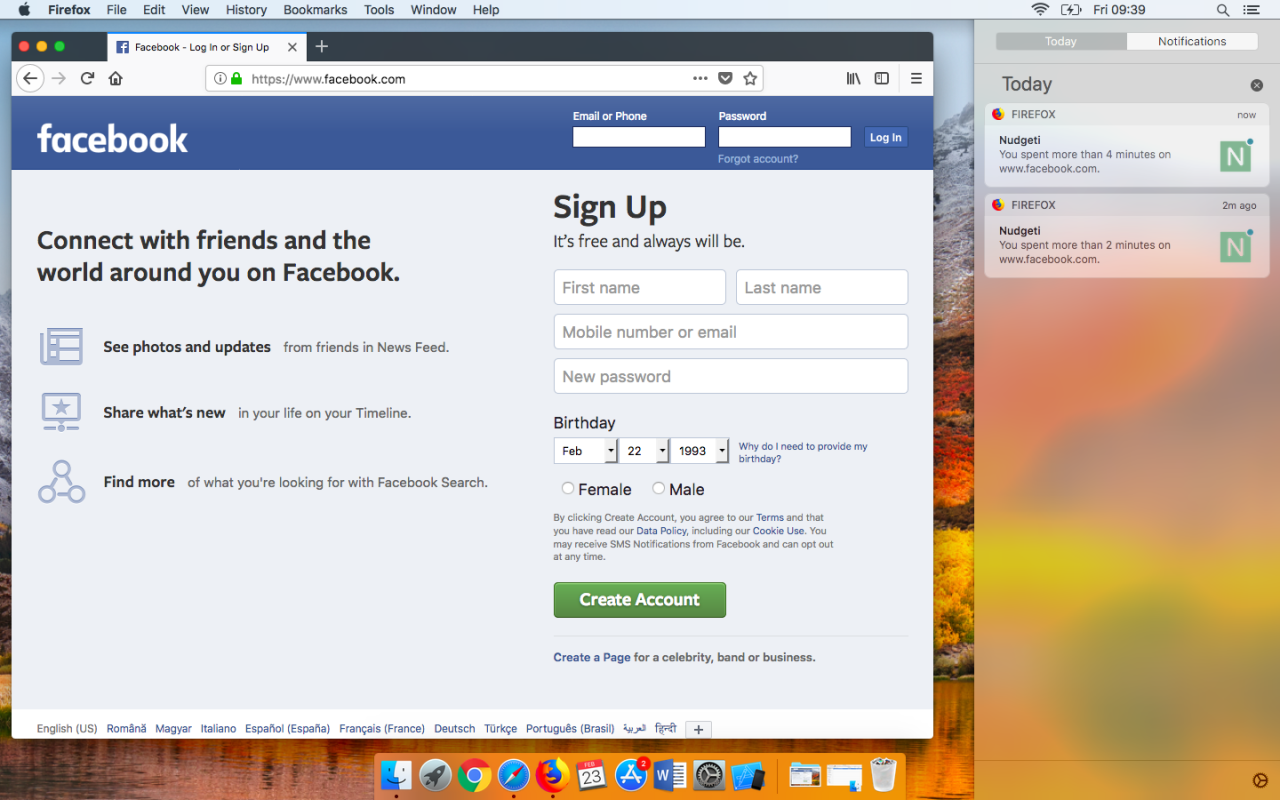 Firefox File Edit View History Bookmarks Tools Window Help
Fri 09:39
Facebook - Log In or Sign Up
https://www.facebook.com
facebook
Email or Phone
Password
Log In
Forgot account?
Connect with friends and the
world around you on Facebook.
See photos and updates from friends in News Feed.
Share what's new in your life on your Timeline.
Find more of what you're looking for with Facebook Search.
Sign Up
It's free and always will be.
First name
Last name
Mobile number or email
New password
Birthday
Feb 22 1993
Why do I need to provide my
birthday?
Female Male
By clicking Create Account, you agree to our Terms and that
you have read our Data Policy, including our Cookie Use. You
may receive SMS Notifications from Facebook and can opt out
at any time.
Create Account
Create a Page for a celebrity, band or business.
English (US) Română Magyar Italiano Español (España) Français (France) Deutsch Türkçe Português (Brasil) العربية हिन्दी
Today
Notifications
Today
FIREFOX
now
Nudgeti
You spent more than 4 minutes on
www.facebook.com.
N
FIREFOX
2m ago
Nudgeti
You spent more than 2 minutes on
www.facebook.com.
N
FEB
23
2
W